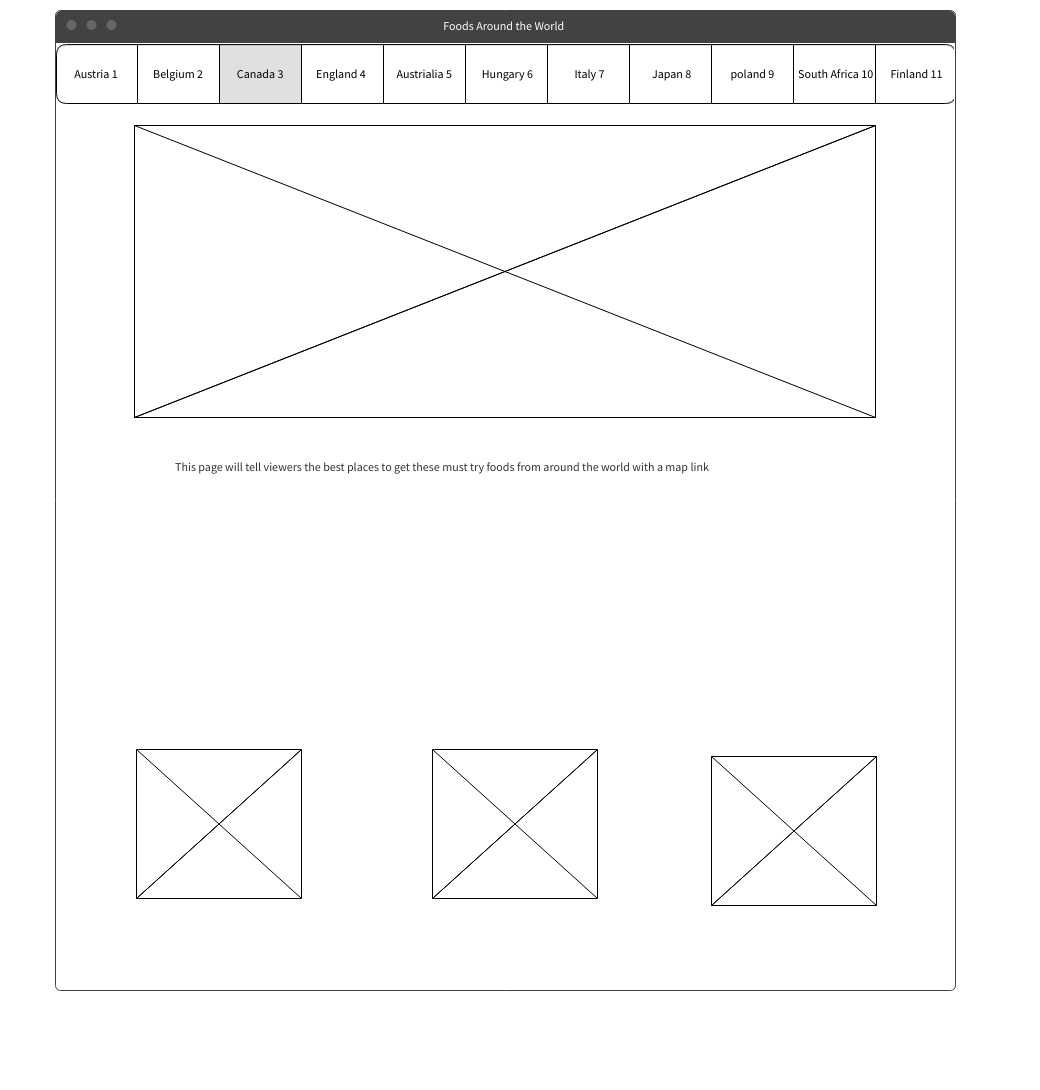 Foods Around the World
Austria 1 Belgium 2 Canada 3 England 4 Austrialia 5 Hungary 6 Italy 7 Japan 8 poland 9 South Africa 10 Finland 11
This page will tell viewers the best places to get these must try foods from around the world with a map link